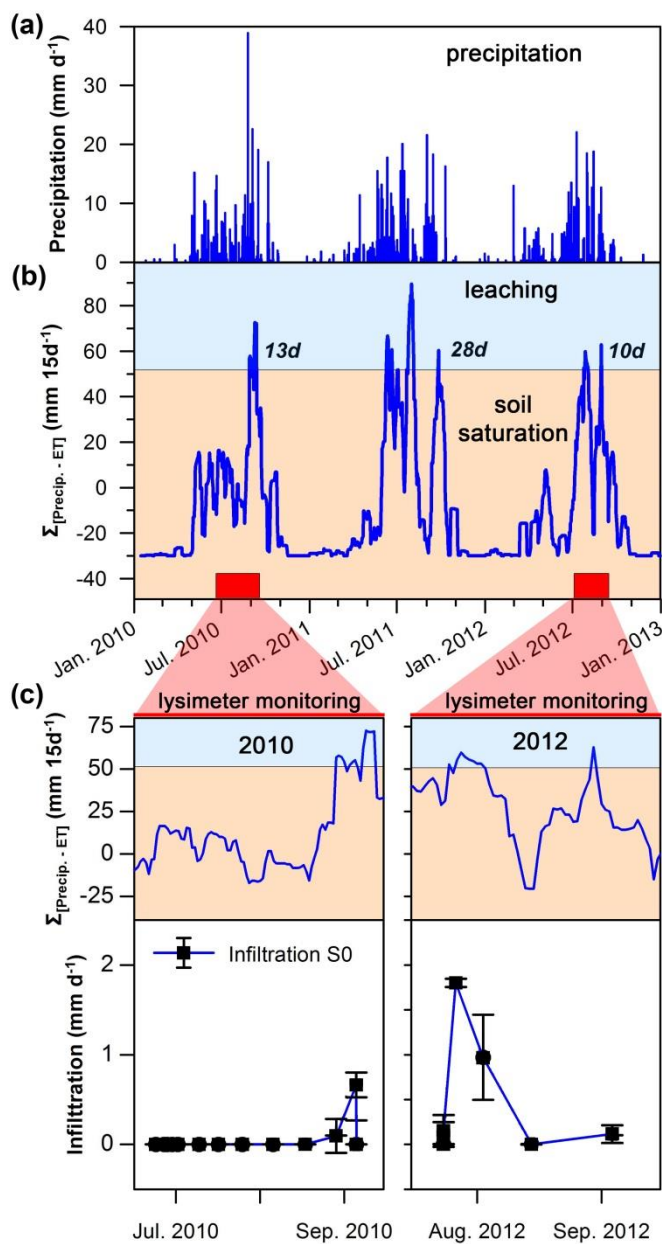 (a)
40
30
20
10
0
Precipitation (mm d-1)
precipitation
(b)
80
60
40
20
0
-20
-40
Σ[Precip. - ET] (mm 15d-1)
leaching
13d
28d
10d
soil
saturation
Jan. 2010
Jul. 2010
Jan. 2011
Jul. 2011
Jan. 2012
Jul. 2012
Jan. 2013
(c)
lysimeter monitoring
lysimeter monitoring
75
50
25
0
-25
Σ[Precip. - ET] (mm 15d-1)
2010
2012
2
1
0
Infilttration (mm d-1)
Infiltration S0
Jul. 2010
Sep. 2010
Aug. 2012
Sep. 2012